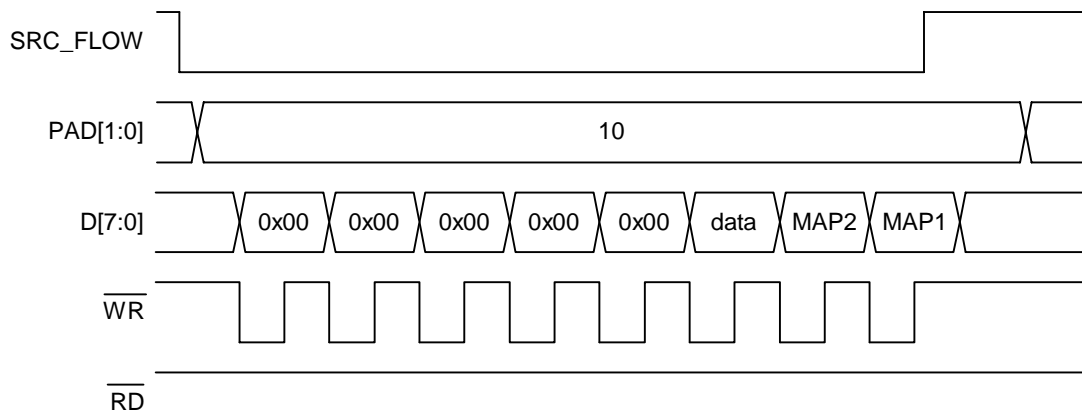 SRC_FLOW
PAD[1:0] 10
D[7:0] 0x00 0x00 0x00 0x00 0x00 data MAP2 MAP1
WR
RD